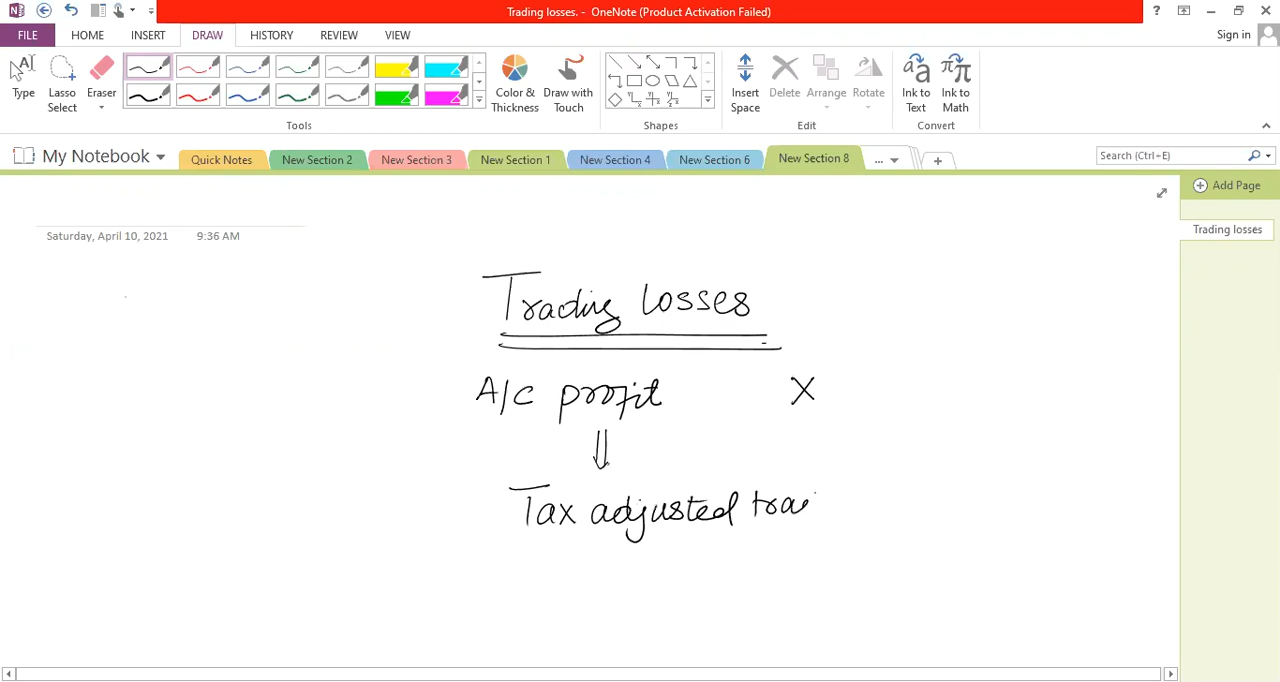 Trading losses. - OneNote (Product Activation Failed)
? 
Sign in
FILE HOME INSERT DRAW HISTORY REVIEW VIEW
Type Lasso Select Eraser
Color & Thickness Draw with Touch
Insert Space Delete Arrange Rotate
Ink to Text Ink to Math
Tools Shapes Edit Convert
My Notebook Quick Notes New Section 2 New Section 3 New Section 1 New Section 4 New Section 6 New Section 8 ... Search (Ctrl+E)
Add Page
Trading losses
Saturday, April 10, 2021 9:36 AM
Trading losses
A/C profit X
Tax adjusted tra